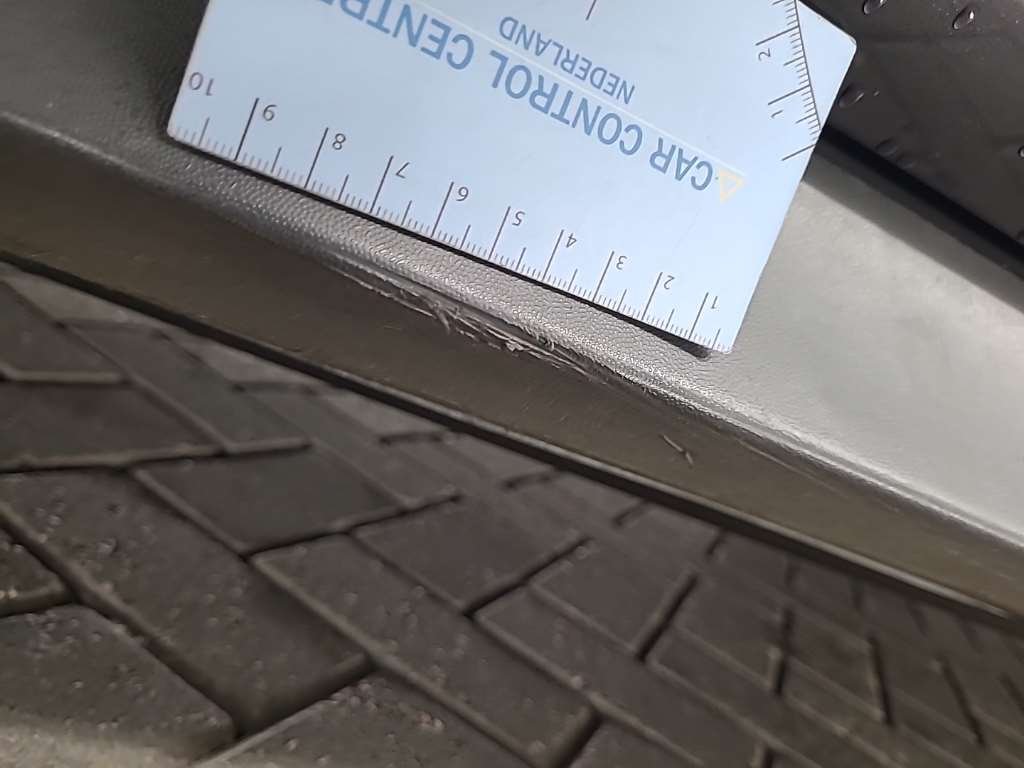 CAR CONTROL CENTRE
NEDERLAND
1 2 3 4 5 6 7 8 9 10
1 2